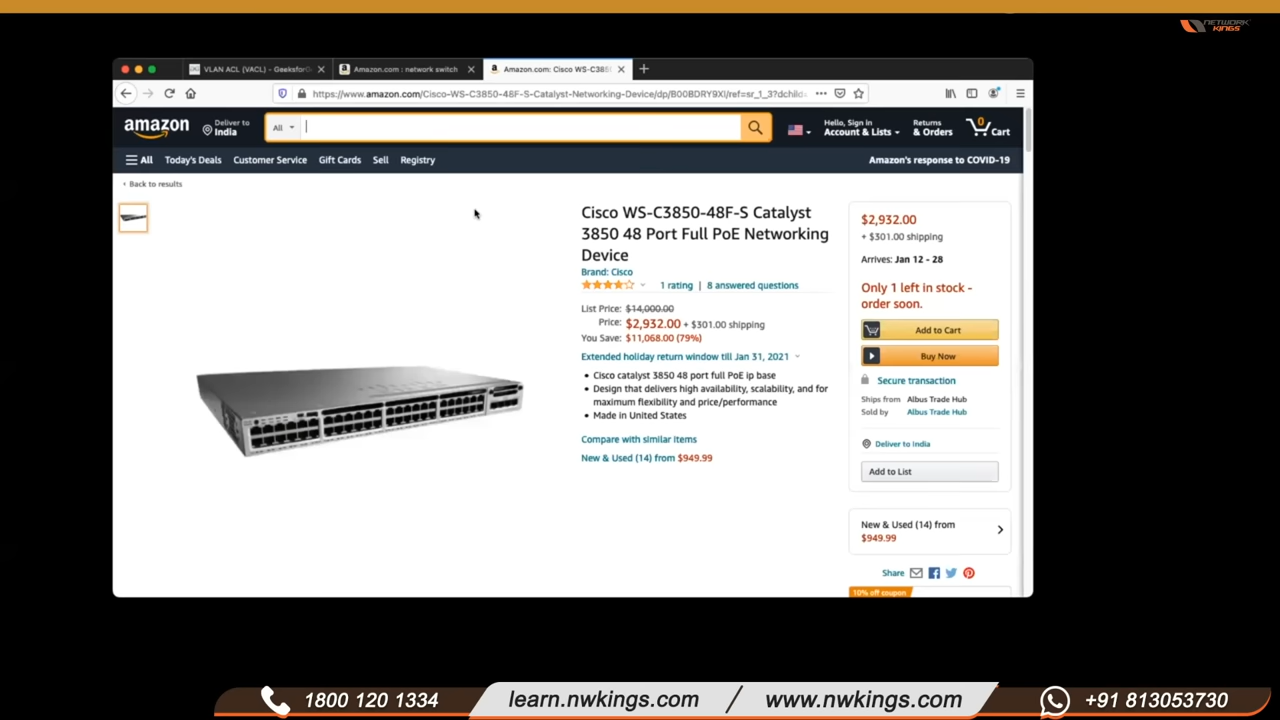 NETWORK
KINGS
VLAN ACL (VACL) - Geeksfor
Amazon.com : network switch
Amazon.com: Cisco WS-C385
https://www.amazon.com/Cisco-WS-C3850-48F-S-Catalyst-Networking-Device/dp/B00BDRY9XI/ref=sr_1_3?dchild
amazon
Deliver to
India
All
Hello, Sign in
Account & Lists
Returns
& Orders
0
Cart
All
Today's Deals
Customer Service
Gift Cards
Sell
Registry
Amazon's response to COVID-19
‹ Back to results
Cisco WS-C3850-48F-S Catalyst
3850 48 Port Full PoE Networking
Device
Brand: Cisco
1 rating | 8 answered questions
List Price: $14,000.00
Price: $2,932.00 + $301.00 shipping
You Save: $11,068.00 (79%)
Extended holiday return window till Jan 31, 2021
• Cisco catalyst 3850 48 port full PoE ip base
• Design that delivers high availability, scalability, and for
maximum flexibility and price/performance
• Made in United States
Compare with similar items
New & Used (14) from $949.99
$2,932.00
+ $301.00 shipping
Arrives: Jan 12 - 28
Only 1 left in stock -
order soon.
Add to Cart
Buy Now
Secure transaction
Ships from Albus Trade Hub
Sold by Albus Trade Hub
Deliver to India
Add to List
New & Used (14) from
$949.99
Share
10% off coupon
1800 120 1334
learn.nwkings.com / www.nwkings.com
+91 813053730